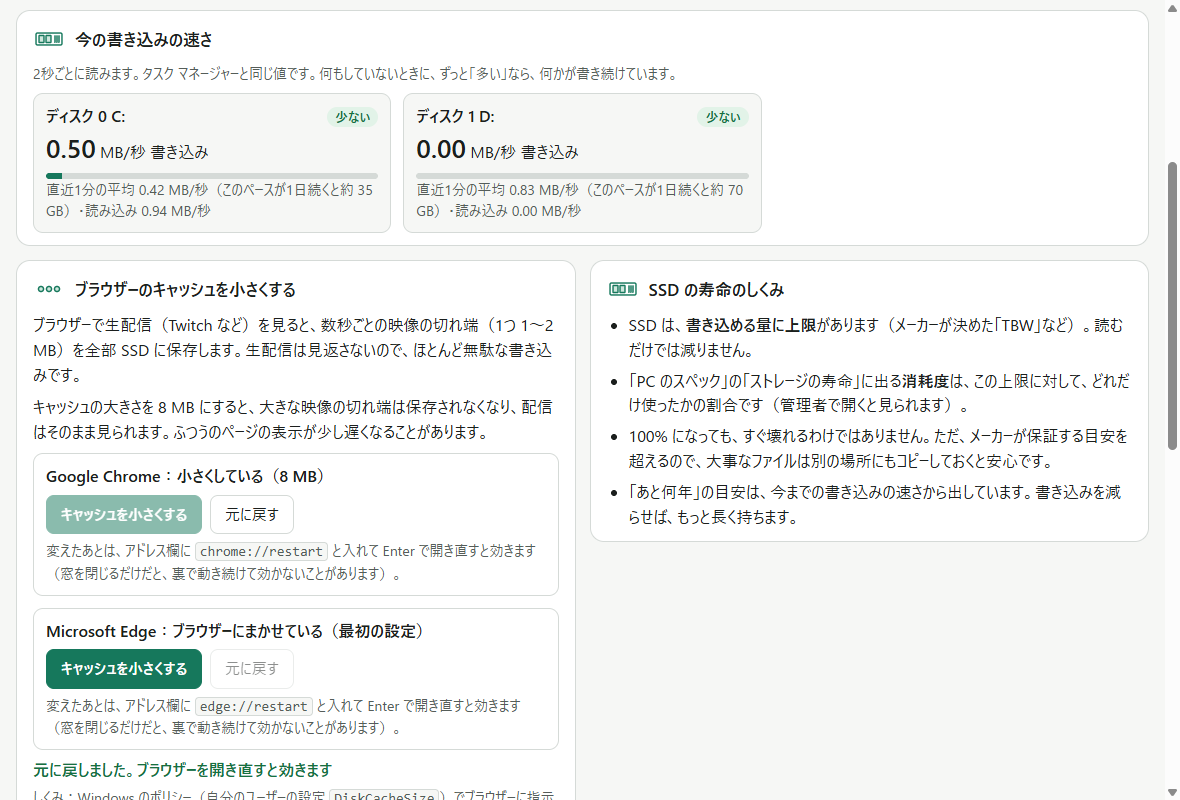 今の書き込みの速さ
2秒ごとに読みます。タスク マネージャーと同じ値です。何もしていないときに、ずっと「多い」なら、何かが書き続けています。
ディスク 0 C:
少ない
0.50 MB/秒 書き込み
直近1分の平均 0.42 MB/秒（このペースが1日続くと約 35
GB）・読み込み 0.94 MB/秒
ディスク 1 D:
少ない
0.00 MB/秒 書き込み
直近1分の平均 0.83 MB/秒（このペースが1日続くと約 70
GB）・読み込み 0.00 MB/秒
ブラウザーのキャッシュを小さくする
ブラウザーで生配信（Twitch など）を見ると、数秒ごとの映像の切れ端（1つ 1～2
MB）を全部 SSD に保存します。生配信は見返さないので、ほとんど無駄な書き込
みです。
キャッシュの大きさを 8 MB にすると、大きな映像の切れ端は保存されなくなり、配信
はそのまま見られます。ふつうのページの表示が少し遅くなることがあります。
Google Chrome：小さくしている（8 MB）
キャッシュを小さくする
元に戻す
変えたあとは、アドレス欄に chrome://restart と入れて Enter で開き直すと効きます
（窓を閉じるだけだと、裏で動き続けて効かないことがあります）。
Microsoft Edge：ブラウザーにまかせている（最初の設定）
キャッシュを小さくする
元に戻す
変えたあとは、アドレス欄に edge://restart と入れて Enter で開き直すと効きます
（窓を閉じるだけだと、裏で動き続けて効かないことがあります）。
元に戻しました。ブラウザーを開き直すと効きます
しくみ：Windows のポリシー（自分のユーザーの設定 DiskCacheSize）でブラウザーに指示
SSD の寿命のしくみ
SSD は、書き込める量に上限があります（メーカーが決めた「TBW」など）。読む
だけでは減りません。
「PC のスペック」の「ストレージの寿命」に出る消耗度は、この上限に対して、どれだ
け使ったかの割合です（管理者で開くと見られます）。
100% になっても、すぐ壊れるわけではありません。ただ、メーカーが保証する目安を
超えるので、大事なファイルは別の場所にもコピーしておくと安心です。
「あと何年」の目安は、今までの書き込みの速さから出しています。書き込みを減
らせば、もっと長く持ちます。